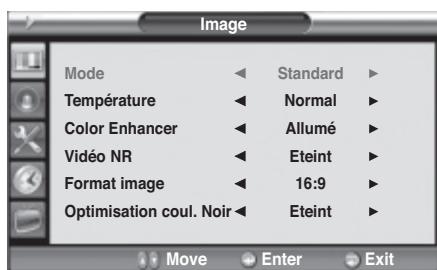 Image
Mode ◄ Standard ►
Température ◄ Normal ►
Color Enhancer ◄ Allumé ►
Vidéo NR ◄ Eteint ►
Format image ◄ 16:9 ►
Optimisation coul. Noir ◄ Eteint ►
Move Enter Exit